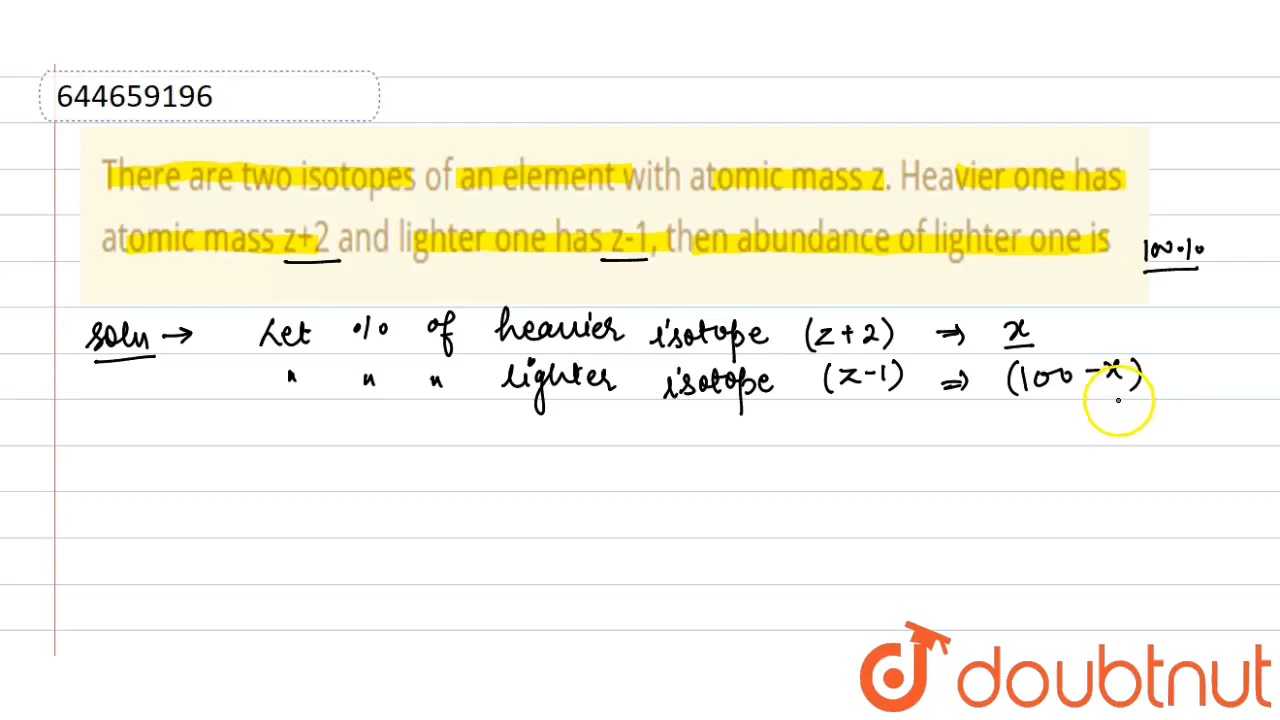 644659196
There are two isotopes of an element with atomic mass z. Heavier one has
atomic mass z+2 and lighter one has z-1, then abundance of lighter one is
100%
Soln → Let % of heavier isotope (z+2) ⇒ x
" " " lighter isotope (z-1) ⇒ (100-x)
doubtnut